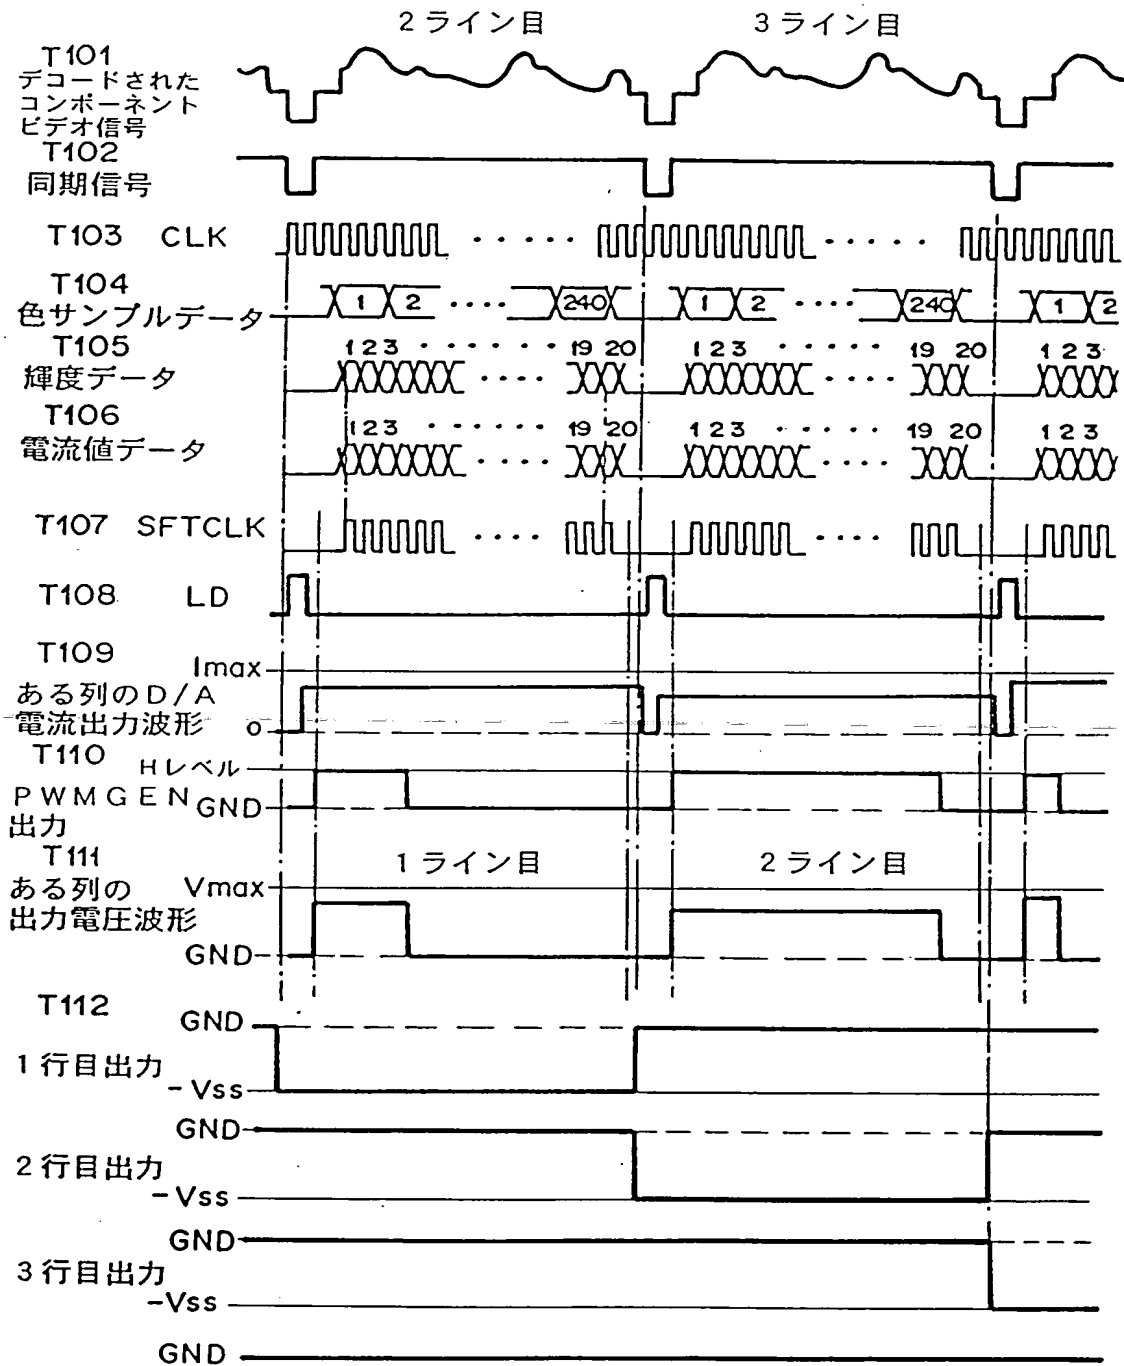 2ライン目 3ライン目
T101
デコードされた
コンポーネント
ビデオ信号
T102
同期信号
T103 CLK
T104
色サンプルデータ
1 2 240 1 2 240 1 2
T105
輝度データ
1 2 3 19 20 1 2 3 19 20 1 2 3
T106
電流値データ
1 2 3 19 20 1 2 3 19 20 1 2 3
T107 SFTCLK
T108 LD
T109
Imax
ある列のD/A
電流出力波形 0
T110
Hレベル
PWMGEN
出力
GND
T111
1ライン目 2ライン目
ある列の
出力電圧波形
Vmax
GND
T112
GND
1行目出力
-Vss
GND
2行目出力
-Vss
GND
3行目出力
-Vss
GND